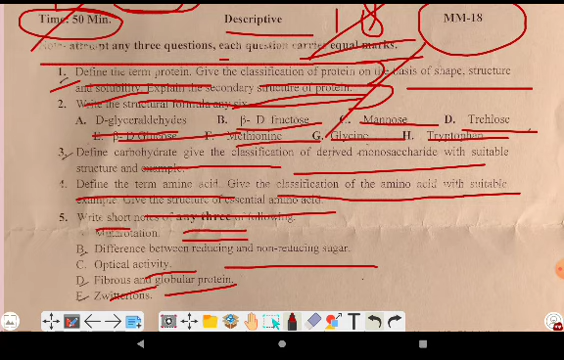 Time: 50 Min. Descriptive 18 MM-18
Note: attempt any three questions, each question carries equal marks.
1. Define the term protein. Give the classification of protein on the basis of shape, structure
and solubility. Explain the secondary structure of protein.
2. Write the structural formula any six
A. D-glyceraldehydes B. β- D fructose C. Mannose D. Trehlose
E. β- D Glucose F. Methionine G. Glycine H. Tryptophan
3. Define carbohydrate give the classification of derived monosaccharide with suitable
structure and example.
4. Define the term amino acid. Give the classification of the amino acid with suitable
example. Give the structure of essential amino acid.
5. Write short notes of any three of following.
A. Mutarotation.
B. Difference between reducing and non-reducing sugar.
C. Optical activity.
D. Fibrous and globular protein.
E. Zwitterions.
T